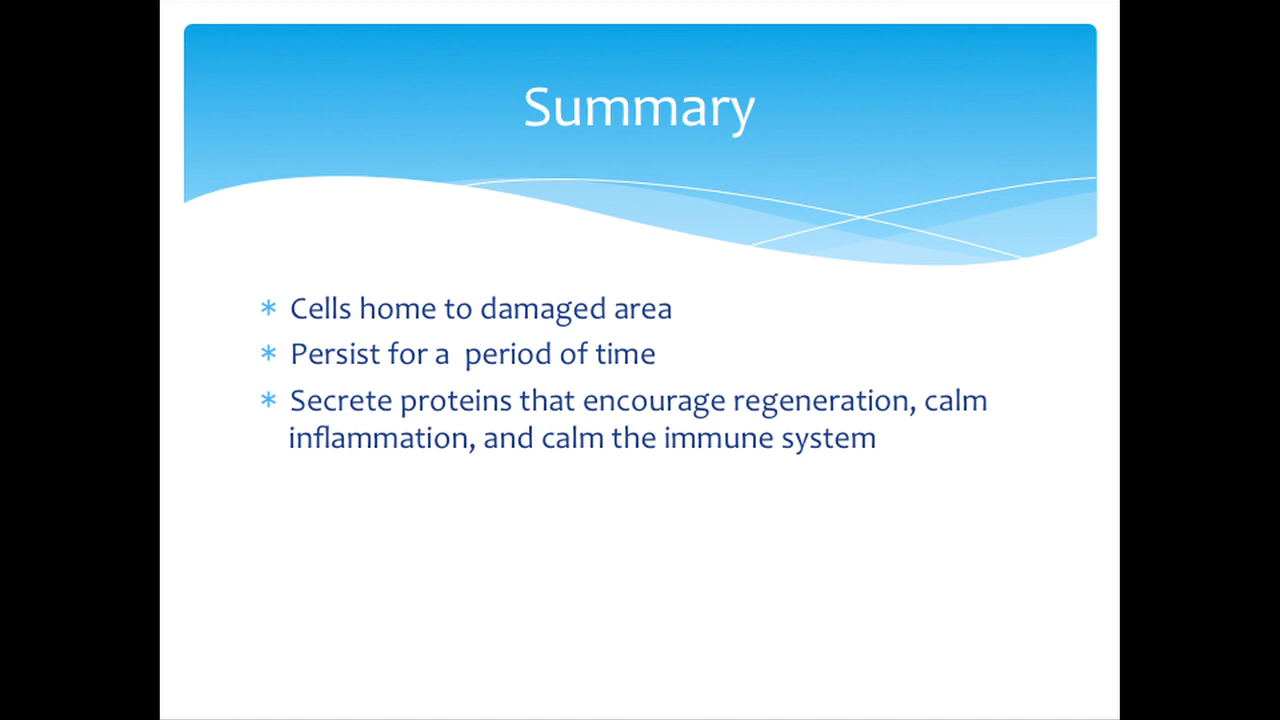 Summary
* Cells home to damaged area
* Persist for a  period of time
* Secrete proteins that encourage regeneration, calm
inflammation, and calm the immune system